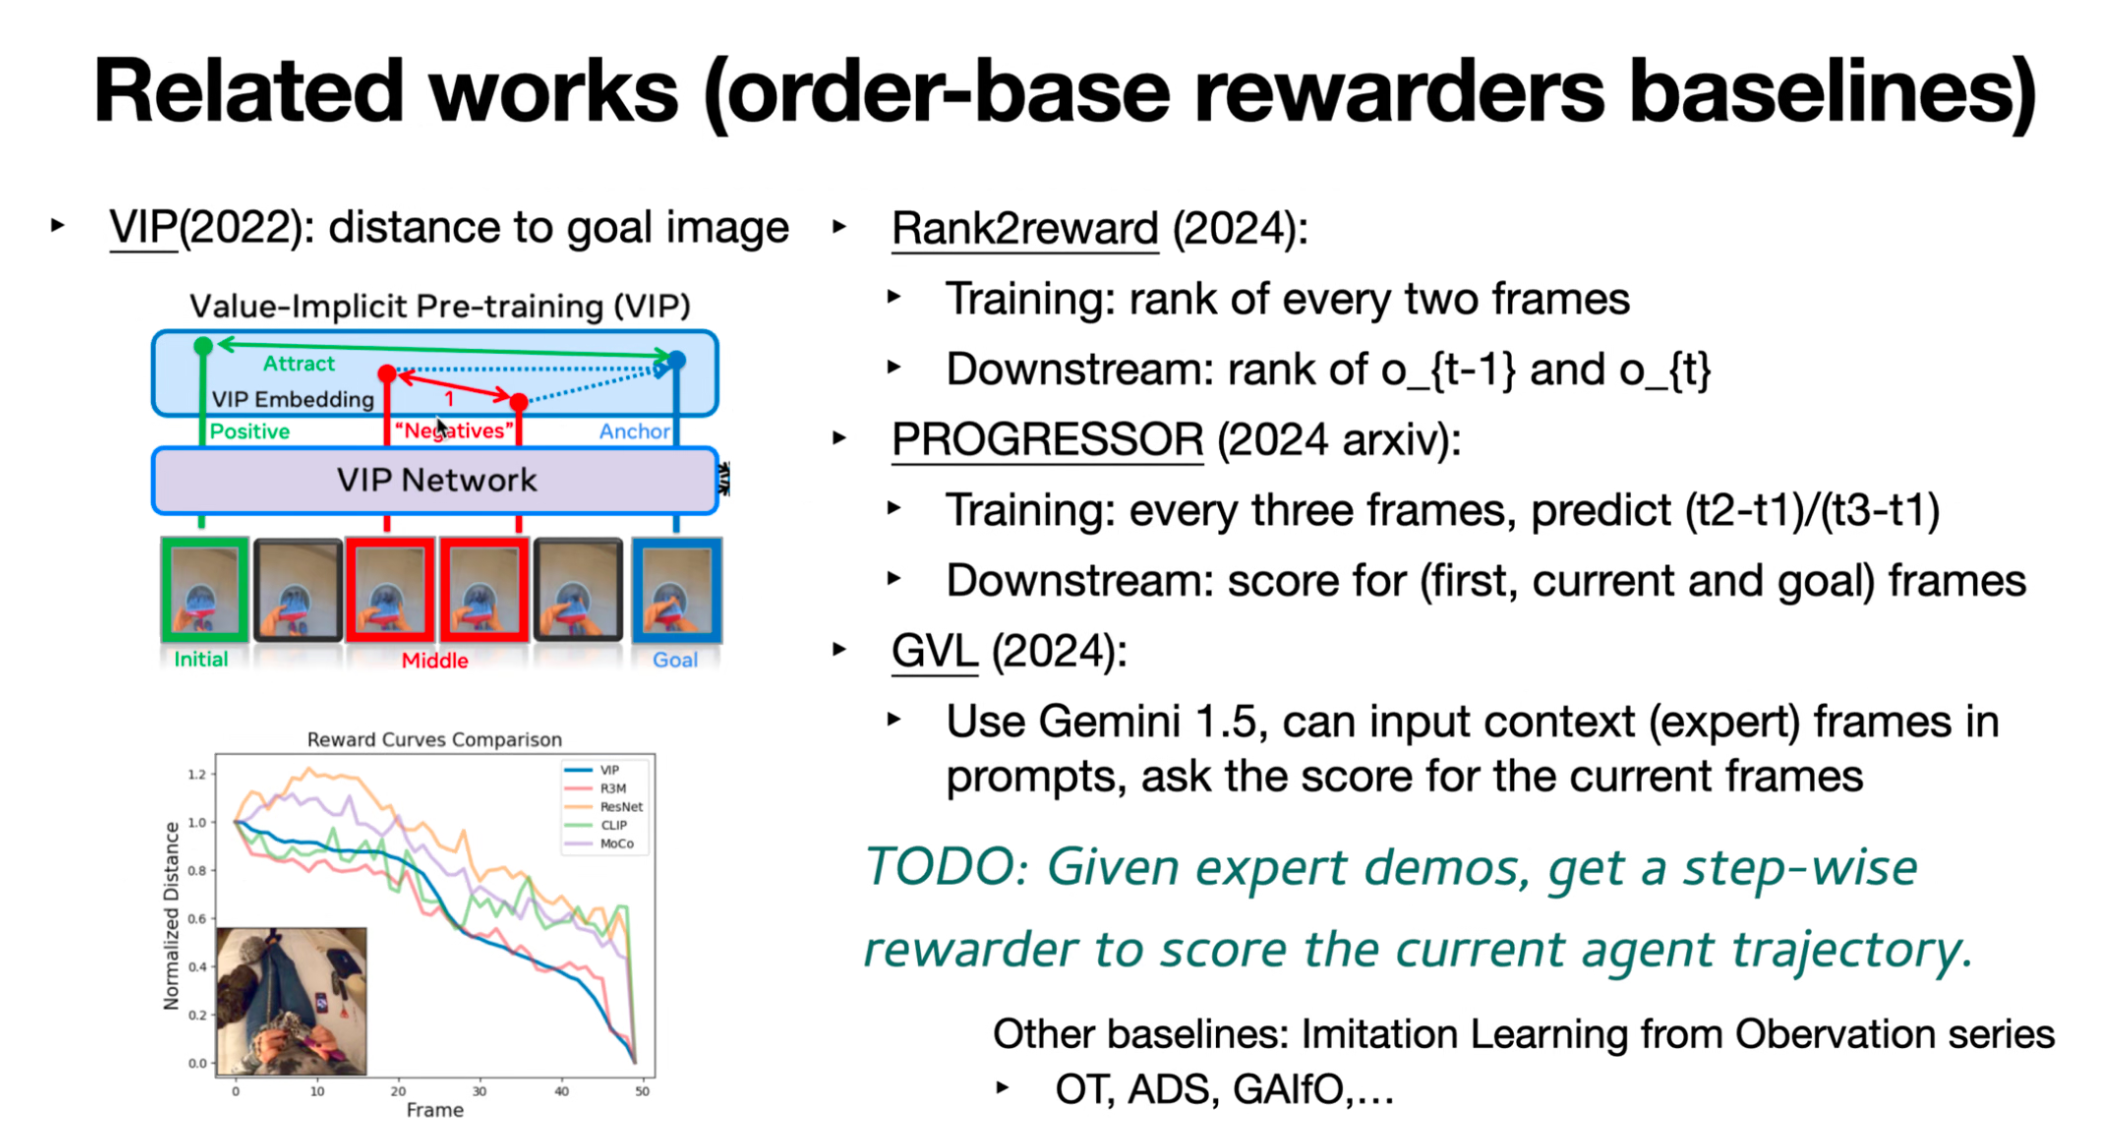 Related works (order-base rewarders baselines)
‣ VIP(2022): distance to goal image
Value-Implicit Pre-training (VIP)
Attract
VIP Embedding
1
Positive
“Negatives”
Anchor
VIP Network
Initial
Middle
Goal
Reward Curves Comparison
VIP
R3M
ResNet
CLIP
MoCo
Normalized Distance
1.2
1.0
0.8
0.6
0.4
0.2
0.0
0 10 20 30 40 50
Frame
‣ Rank2reward (2024):
‣ Training: rank of every two frames
‣ Downstream: rank of o_{t-1} and o_{t}
‣ PROGRESSOR (2024 arxiv):
‣ Training: every three frames, predict (t2-t1)/(t3-t1)
‣ Downstream: score for (first, current and goal) frames
‣ GVL (2024):
‣ Use Gemini 1.5, can input context (expert) frames in
prompts, ask the score for the current frames
TODO: Given expert demos, get a step-wise
rewarder to score the current agent trajectory.
Other baselines: Imitation Learning from Obervation series
‣ OT, ADS, GAIfO,...